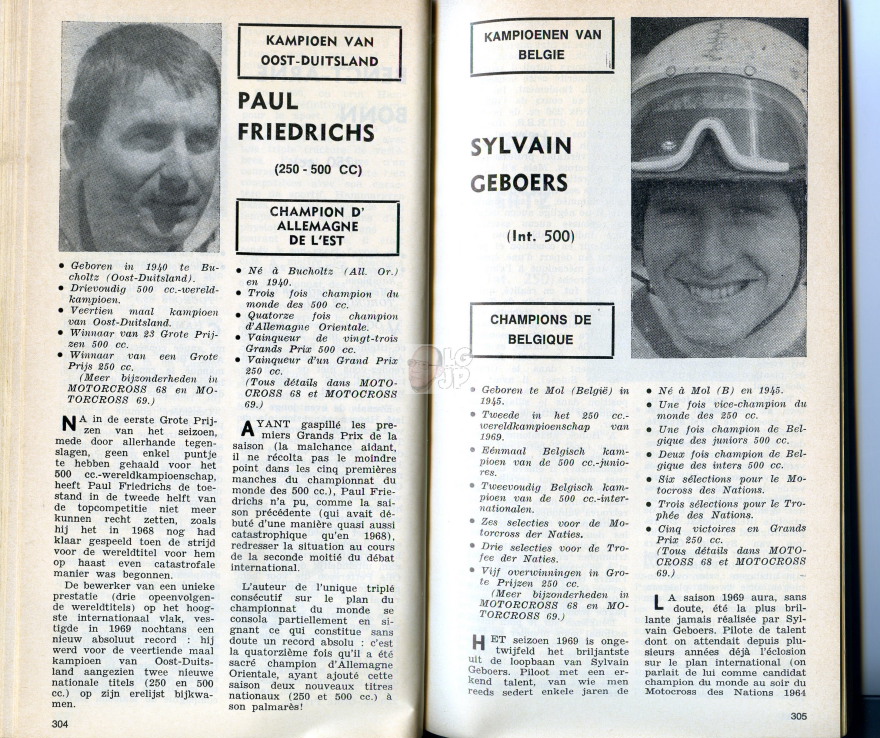 KAMPIOEN VAN
OOST-DUITSLAND
PAUL
FRIEDRICHS
(250 - 500 CC)
CHAMPION D'
ALLEMAGNE
DE L'EST
• Geboren in 1940 te Bu-
choltz (Oost-Duitsland).
• Drievoudig 500 cc.-wereld-
kampioen.
• Veertien maal kampioen
van Oost-Duitsland.
• Winnaar van 23 Grote Prij-
zen 500 cc.
• Winnaar van een Grote
Prijs 250 cc.
(Meer bijzonderheden in
MOTORCROSS 68 en MO-
TORCROSS 69.)
NA in de eerste Grote Prij-
zen van het seizoen,
mede door allerhande tegen-
slagen, geen enkel puntje
te hebben gehaald voor het
500 cc.-wereldkampioenschap,
heeft Paul Friedrichs de toe-
stand in de tweede helft van
de topcompetitie niet meer
kunnen recht zetten, zoals
hij het in 1968 nog had
klaar gespeeld toen de strijd
voor de wereldtitel voor hem
op haast even catastrofale
manier was begonnen.
De bewerker van een unieke
prestatie (drie opeenvolgen-
de wereldtitels) op het hoog-
ste internationaal vlak, ves-
tigde in 1969 nochtans een
nieuw absoluut record : hij
werd voor de veertiende maal
kampioen van Oost-Duits-
land aangezien twee nieuwe
nationale titels (250 en 500
cc.) op zijn erelijst bijkwa-
men.
304
• Né à Bucholtz (All. Or.)
en 1940.
• Trois fois champion du
monde des 500 cc.
• Quatorze fois champion
d'Allemagne Orientale.
• Vainqueur de vingt-trois
Grands Prix 500 cc.
• Vainqueur d'un Grand Prix
250 cc.
(Tous détails dans MOTO-
CROSS 68 et MOTOCROSS
69.)
AYANT gaspillé les pre-
miers Grands Prix de la
saison (la malchance aidant,
il ne récolta pas le moindre
point dans les cinq premières
manches du championnat du
monde des 500 cc.), Paul Frie-
drichs n'a pu, comme la sai-
son précédente (qui avait dé-
buté d'une manière quasi aussi
catastrophique qu'en 1968),
redresser la situation au cours
de la seconde moitié du débat
international.
L'auteur de l'unique triplé
consécutif sur le plan du
championnat du monde se
consola partiellement en si-
gnant ce qui constitue sans
doute un record absolu : c'est
la quatorzième fois qu'il a été
sacré champion d'Allemagne
Orientale, ayant ajouté cette
saison deux nouveaux titres
nationaux (250 et 500 cc.) à
son palmarès!
LG
JP
KAMPIOENEN VAN
BELGIE
SYLVAIN
GEBOERS
(Int. 500)
CHAMPIONS DE
BELGIQUE
• Geboren te Mol (België) in
1945.
• Tweede in het 250 cc.-
wereldkampioenschap van
1969.
• Eénmaal Belgisch kam-
pioen van de 500 cc.-junio-
res.
• Tweevoudig Belgisch kam-
pioen van de 500 cc.-inter-
nationalen.
• Zes selecties voor de Mo-
torcross der Naties.
• Drie selecties voor de Tro-
fee der Naties.
• Vijf overwinningen in Gro-
te Prijzen 250 cc.
(Meer bijzonderheden in
MOTORCROSS 68 en MO-
TORCROSS 69.)
HET seizoen 1969 is onge-
twijfeld het briljantste
uit de loopbaan van Sylvain
Geboers. Piloot met een er-
kend talent, van wie men
reeds sedert enkele jaren de
• Né à Mol (B) en 1945.
• Une fois vice-champion du
monde des 250 cc.
• Une fois champion de Bel-
gique des juniors 500 cc.
• Deux fois champion de Bel-
gique des inters 500 cc.
• Six sélections pour le Mo-
tocross des Nations.
• Trois sélections pour le Tro-
phée des Nations.
• Cinq victoires en Grands
Prix 250 cc.
(Tous détails dans MOTO-
CROSS 68 et MOTOCROSS
69.)
LA saison 1969 aura, sans
doute, été la plus bril-
lante jamais réalisée par Syl-
vain Geboers. Pilote de talent
dont on attendait depuis plu-
sieurs années déjà l'éclosion
sur le plan international (on
parlait de lui comme candidat
champion du monde au soir du
Motocross des Nations 1964
305